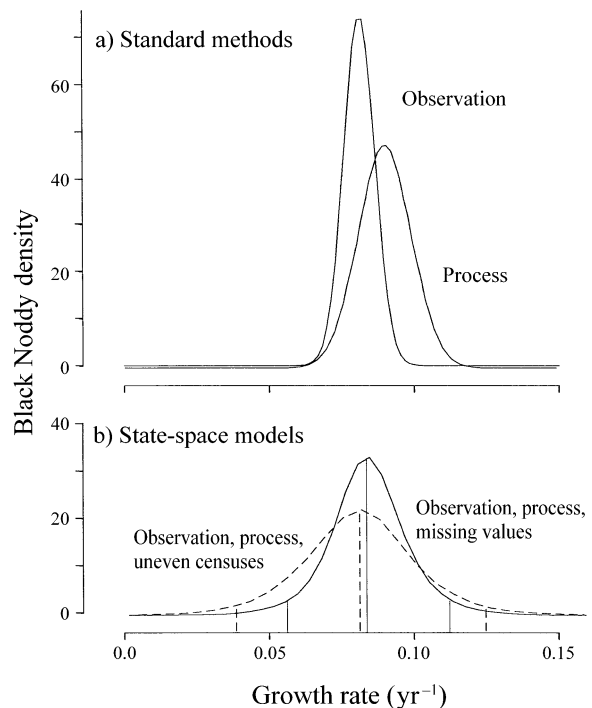 a) Standard methods
60
40
20
0
Observation
Process
Black Noddy density
b) State-space models
40
20
0
Observation, process,
uneven censuses
Observation, process,
missing values
0.0 0.05 0.10 0.15
Growth rate (yr⁻¹)